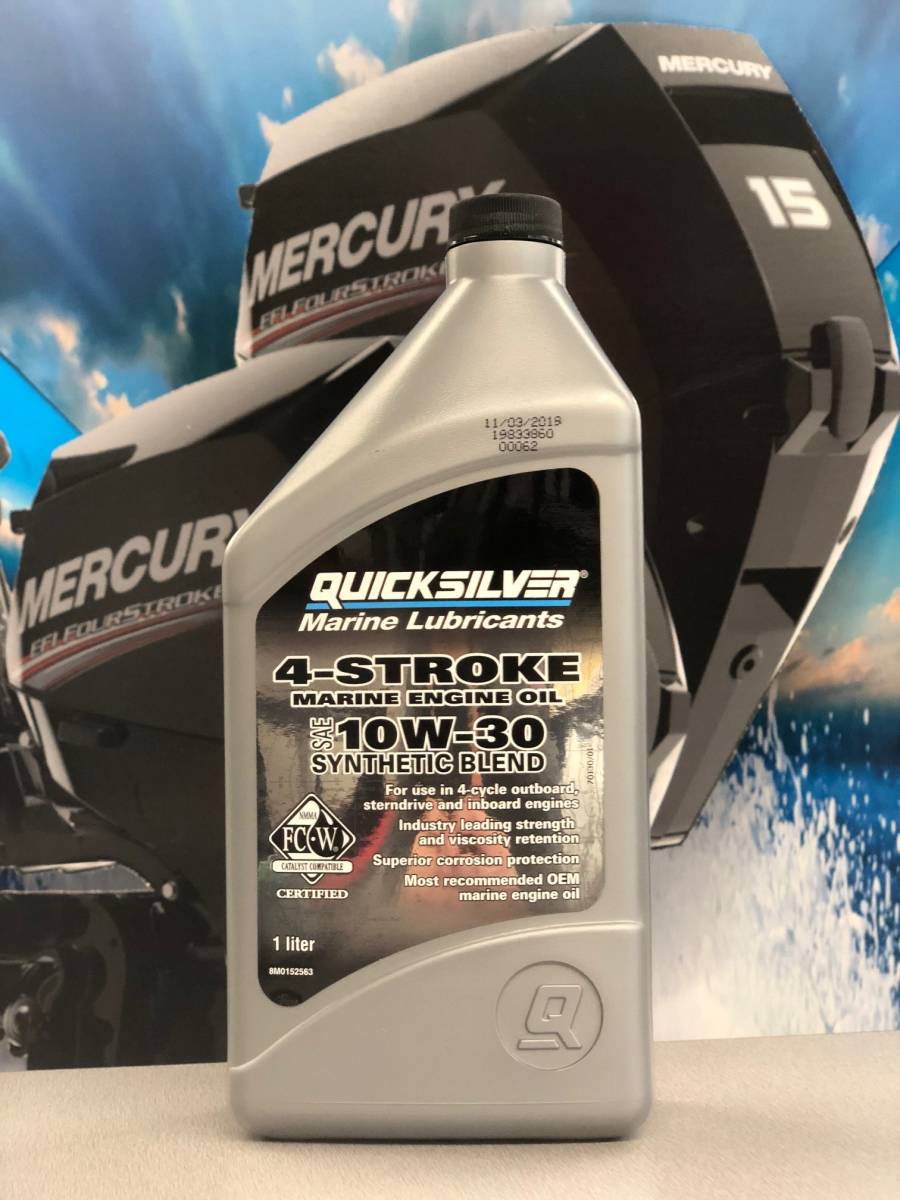 MERCURY
15
MERCURY
EFI FOURSTROKE
11/03/2019
19833860
00062
MERCURY
EFI FOURSTROKE
QUICKSILVER®
Marine Lubricants
4-STROKE
MARINE ENGINE OIL
SAE 10W-30
SYNTHETIC BLEND
For use in 4-cycle outboard,
sterndrive and inboard engines
Industry leading strength
and viscosity retention
Superior corrosion protection
Most recommended OEM
marine engine oil
NMMA
FC-W®
CATALYST COMPATIBLE
CERTIFIED
1 liter
8M0152563
Q